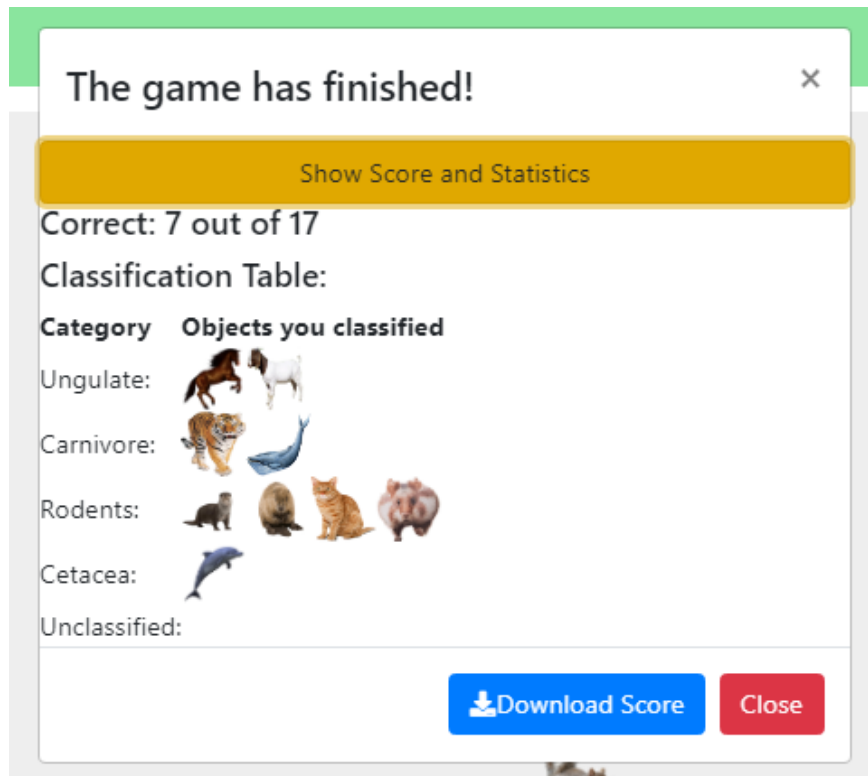 The game has finished!
×
Show Score and Statistics
Correct: 7 out of 17
Classification Table:
Category Objects you classified
Ungulate:
Carnivore:
Rodents:
Cetacea:
Unclassified:
Download Score Close